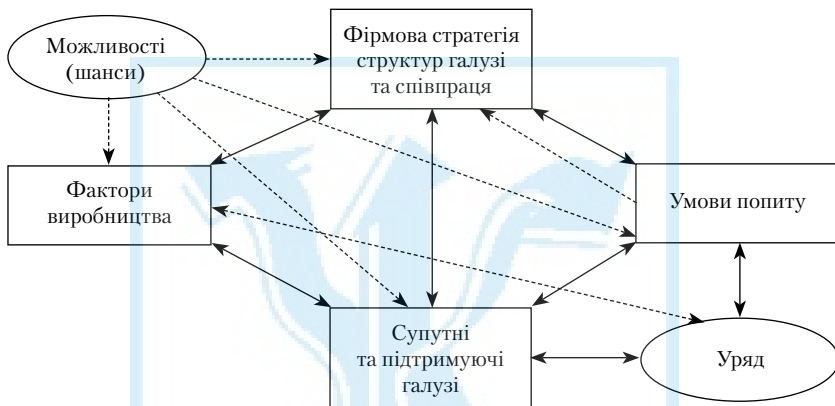 Можливості
(шанси)
Фірмова стратегія
структур галузі
та співпраця
Фактори
виробництва
Умови попиту
Супутні
та підтримуючі
галузі
Уряд